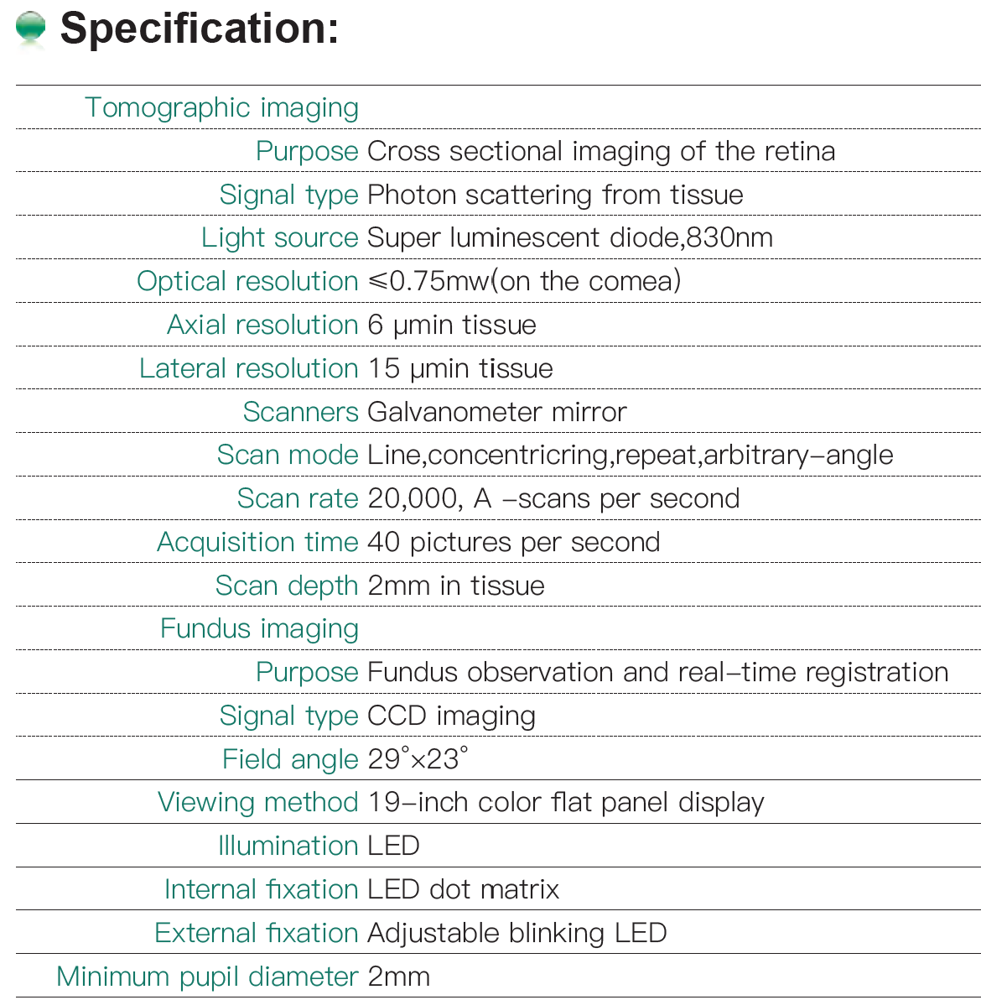 Specification:
Tomographic imaging
Purpose Cross sectional imaging of the retina
Signal type Photon scattering from tissue
Light source Super luminescent diode,830nm
Optical resolution ≤0.75mw(on the comea)
Axial resolution 6 µmin tissue
Lateral resolution 15 µmin tissue
Scanners Galvanometer mirror
Scan mode Line,concentricring,repeat,arbitrary-angle
Scan rate 20,000, A -scans per second
Acquisition time 40 pictures per second
Scan depth 2mm in tissue
Fundus imaging
Purpose Fundus observation and real-time registration
Signal type CCD imaging
Field angle 29°×23°
Viewing method 19-inch color flat panel display
Illumination LED
Internal fixation LED dot matrix
External fixation Adjustable blinking LED
Minimum pupil diameter 2mm